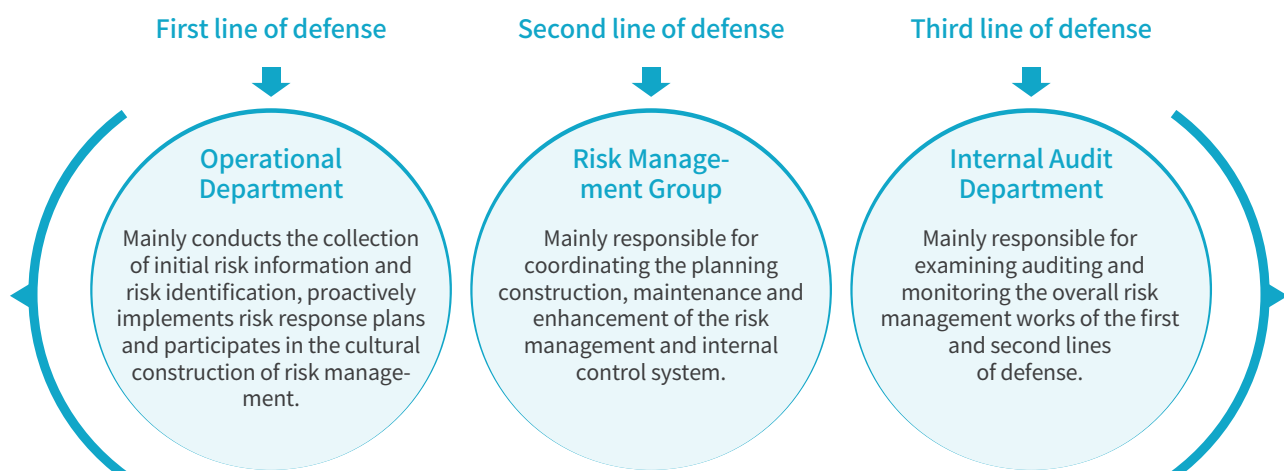 First line of defense
Second line of defense
Third line of defense
Operational
Department
Mainly conducts the collection
of initial risk information and
risk identification, proactively
implements risk response plans
and participates in the cultural
construction of risk manage-
ment.
Risk Manage-
ment Group
Mainly responsible for
coordinating the planning
construction, maintenance and
enhancement of the risk
management and internal
control system.
Internal Audit
Department
Mainly responsible for
examining auditing and
monitoring the overall risk
management works of the first
and second lines
of defense.